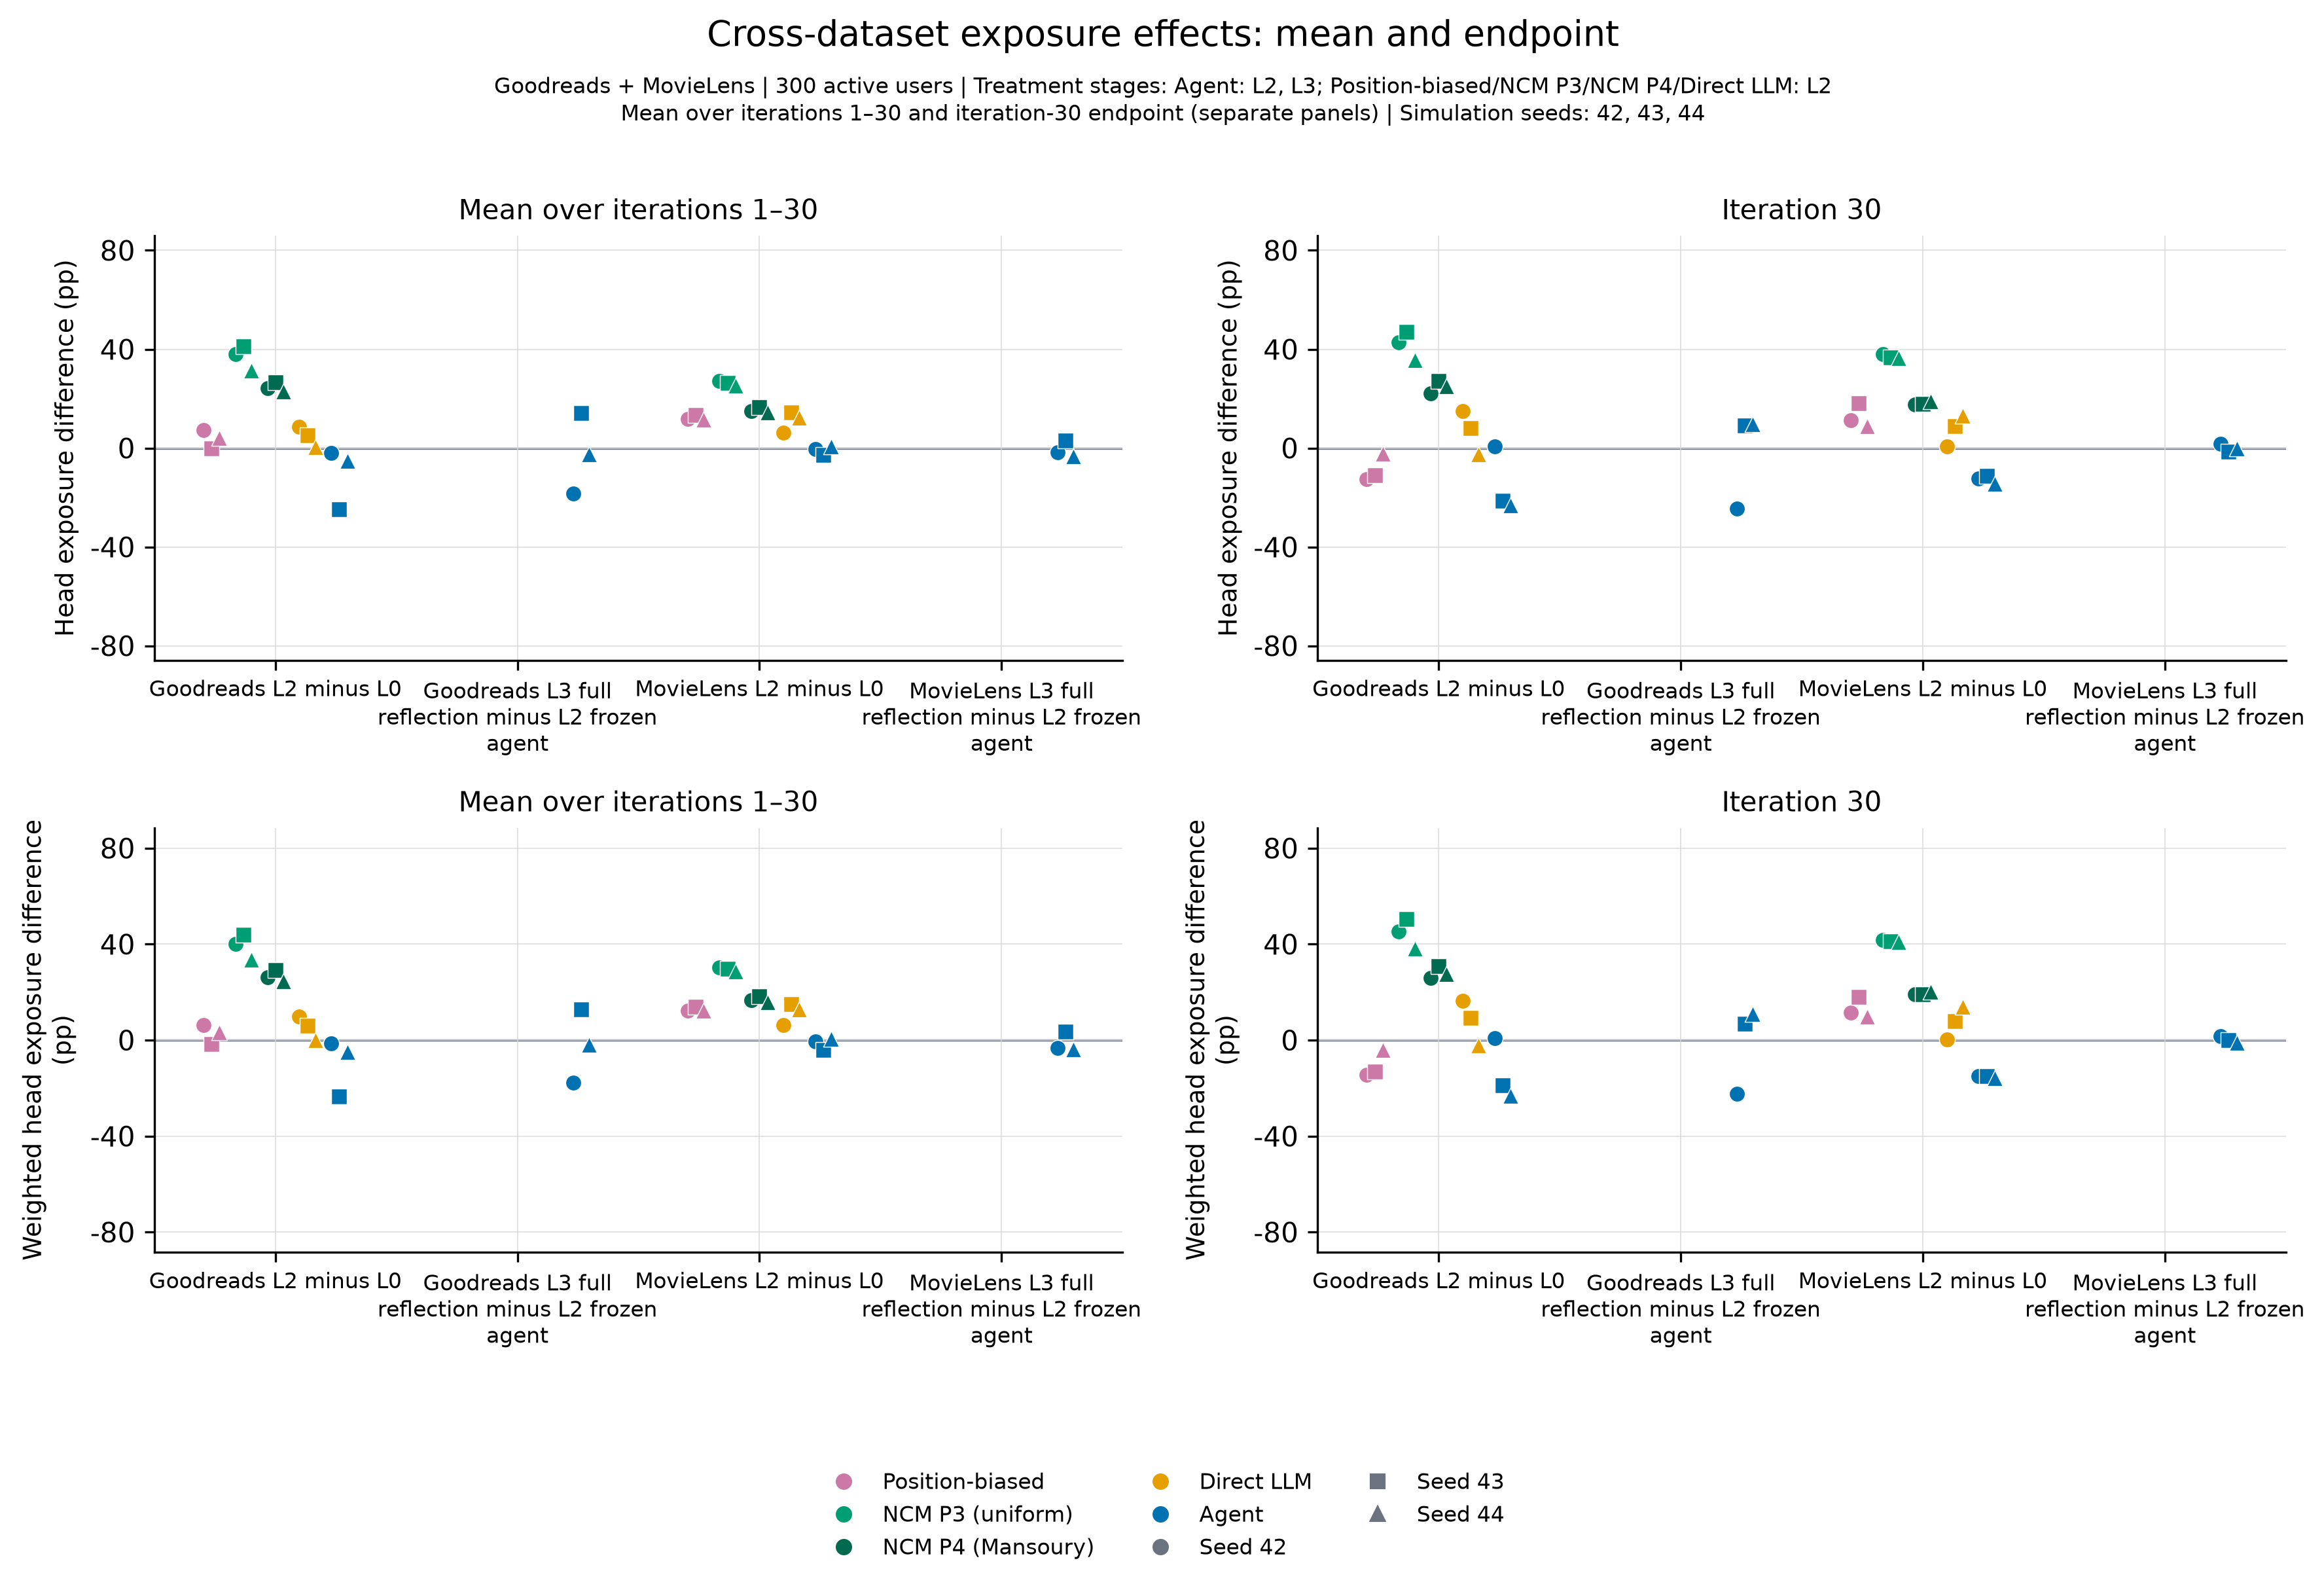 Cross-dataset exposure effects: mean and endpoint
Goodreads + MovieLens | 300 active users | Treatment stages: Agent: L2, L3; Position-biased/NCM P3/NCM P4/Direct LLM: L2
Mean over iterations 1–30 and iteration-30 endpoint (separate panels) | Simulation seeds: 42, 43, 44
Mean over iterations 1–30
Head exposure difference (pp)
80
40
0
-40
-80
Goodreads L2 minus L0
Goodreads L3 full
reflection minus L2 frozen
agent
MovieLens L2 minus L0
MovieLens L3 full
reflection minus L2 frozen
agent
Iteration 30
Head exposure difference (pp)
80
40
0
-40
-80
Goodreads L2 minus L0
Goodreads L3 full
reflection minus L2 frozen
agent
MovieLens L2 minus L0
MovieLens L3 full
reflection minus L2 frozen
agent
Mean over iterations 1–30
Weighted head exposure difference
(pp)
80
40
0
-40
-80
Goodreads L2 minus L0
Goodreads L3 full
reflection minus L2 frozen
agent
MovieLens L2 minus L0
MovieLens L3 full
reflection minus L2 frozen
agent
Iteration 30
Weighted head exposure difference
(pp)
80
40
0
-40
-80
Goodreads L2 minus L0
Goodreads L3 full
reflection minus L2 frozen
agent
MovieLens L2 minus L0
MovieLens L3 full
reflection minus L2 frozen
agent
Position-biased
NCM P3 (uniform)
NCM P4 (Mansoury)
Direct LLM
Agent
Seed 42
Seed 43
Seed 44